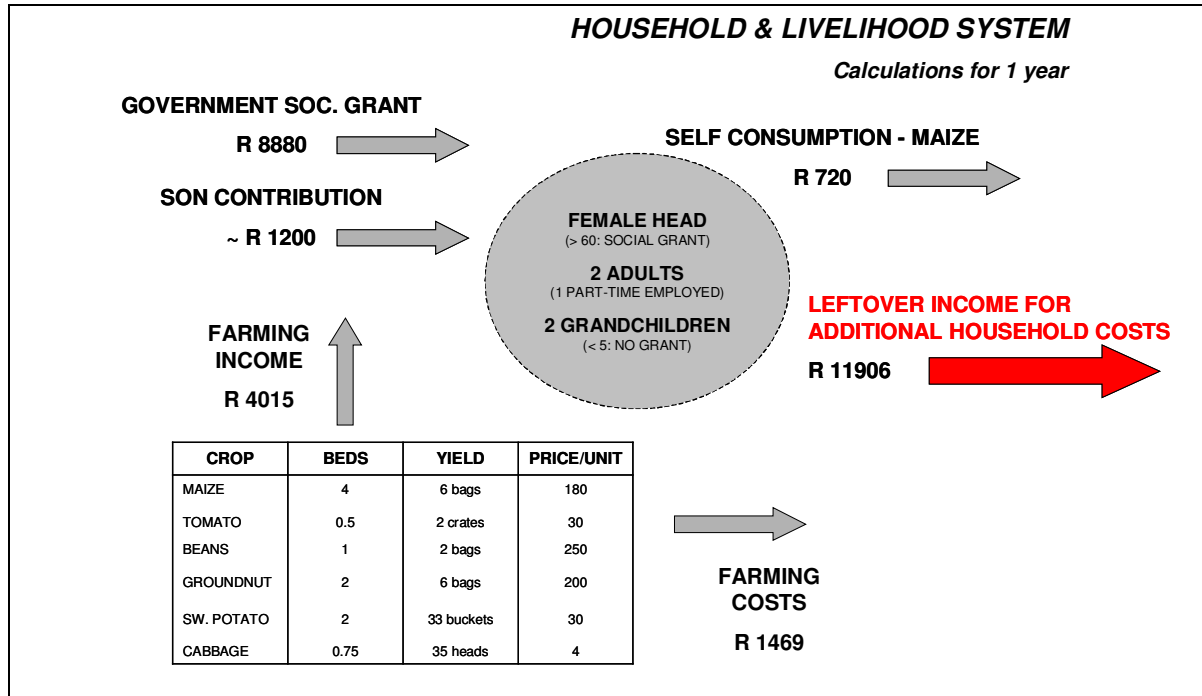 HOUSEHOLD & LIVELIHOOD SYSTEM
Calculations for 1 year
GOVERNMENT SOC. GRANT
R 8880
SON CONTRIBUTION
~ R 1200
SELF CONSUMPTION - MAIZE
R 720
FEMALE HEAD
(> 60: SOCIAL GRANT)
2 ADULTS
(1 PART-TIME EMPLOYED)
2 GRANDCHILDREN
(< 5: NO GRANT)
LEFTOVER INCOME FOR
ADDITIONAL HOUSEHOLD COSTS
R 11906
FARMING
INCOME
R 4015
CROP BEDS YIELD PRICE/UNIT
MAIZE 4 6 bags 180
TOMATO 0.5 2 crates 30
BEANS 1 2 bags 250
GROUNDNUT 2 6 bags 200
SW. POTATO 2 33 buckets 30
CABBAGE 0.75 35 heads 4
FARMING
COSTS
R 1469